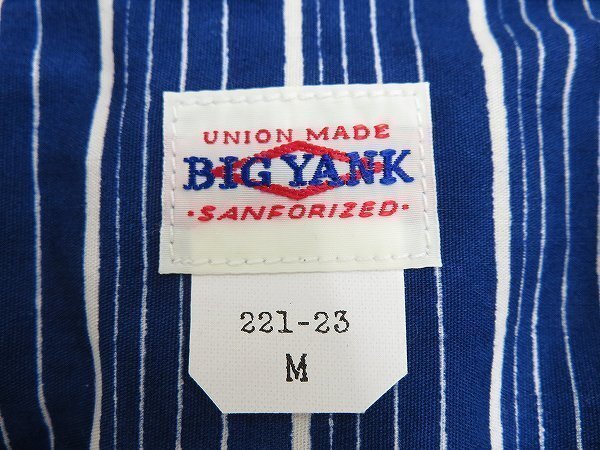 UNION MADE
BIG YANK
·SANFORIZED·
221-23
M